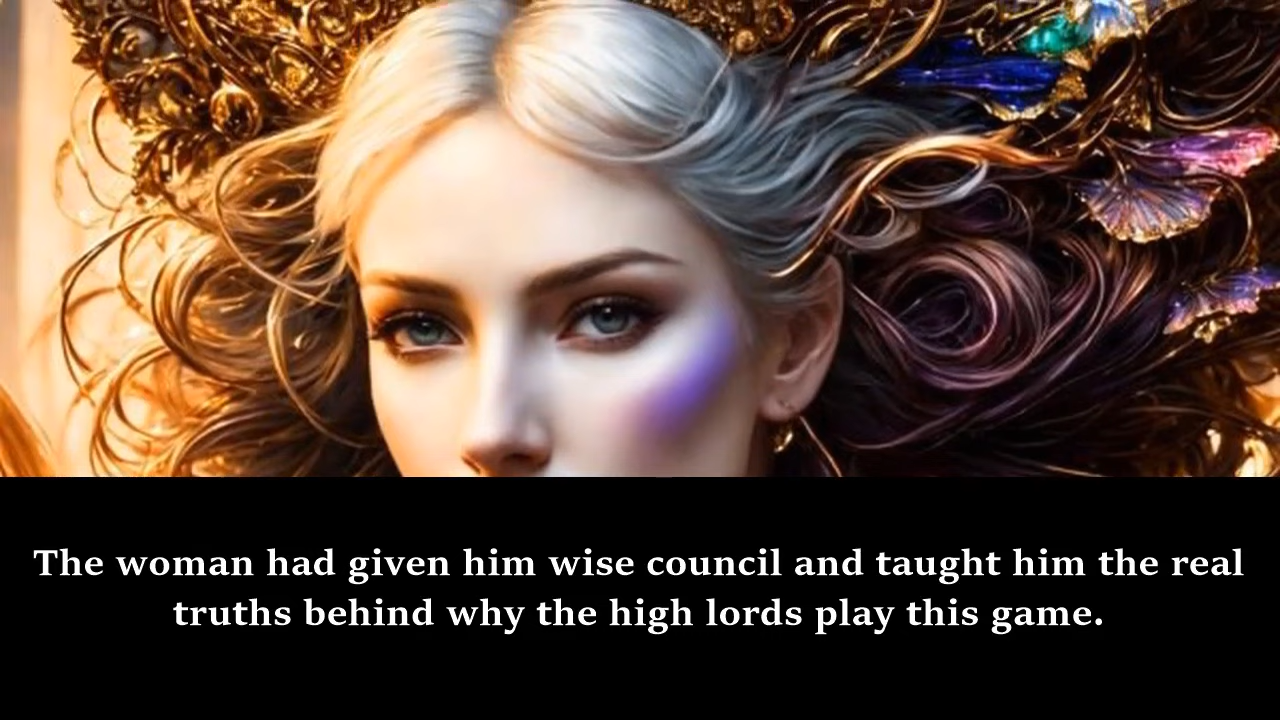 The woman had given him wise council and taught him the real
truths behind why the high lords play this game.